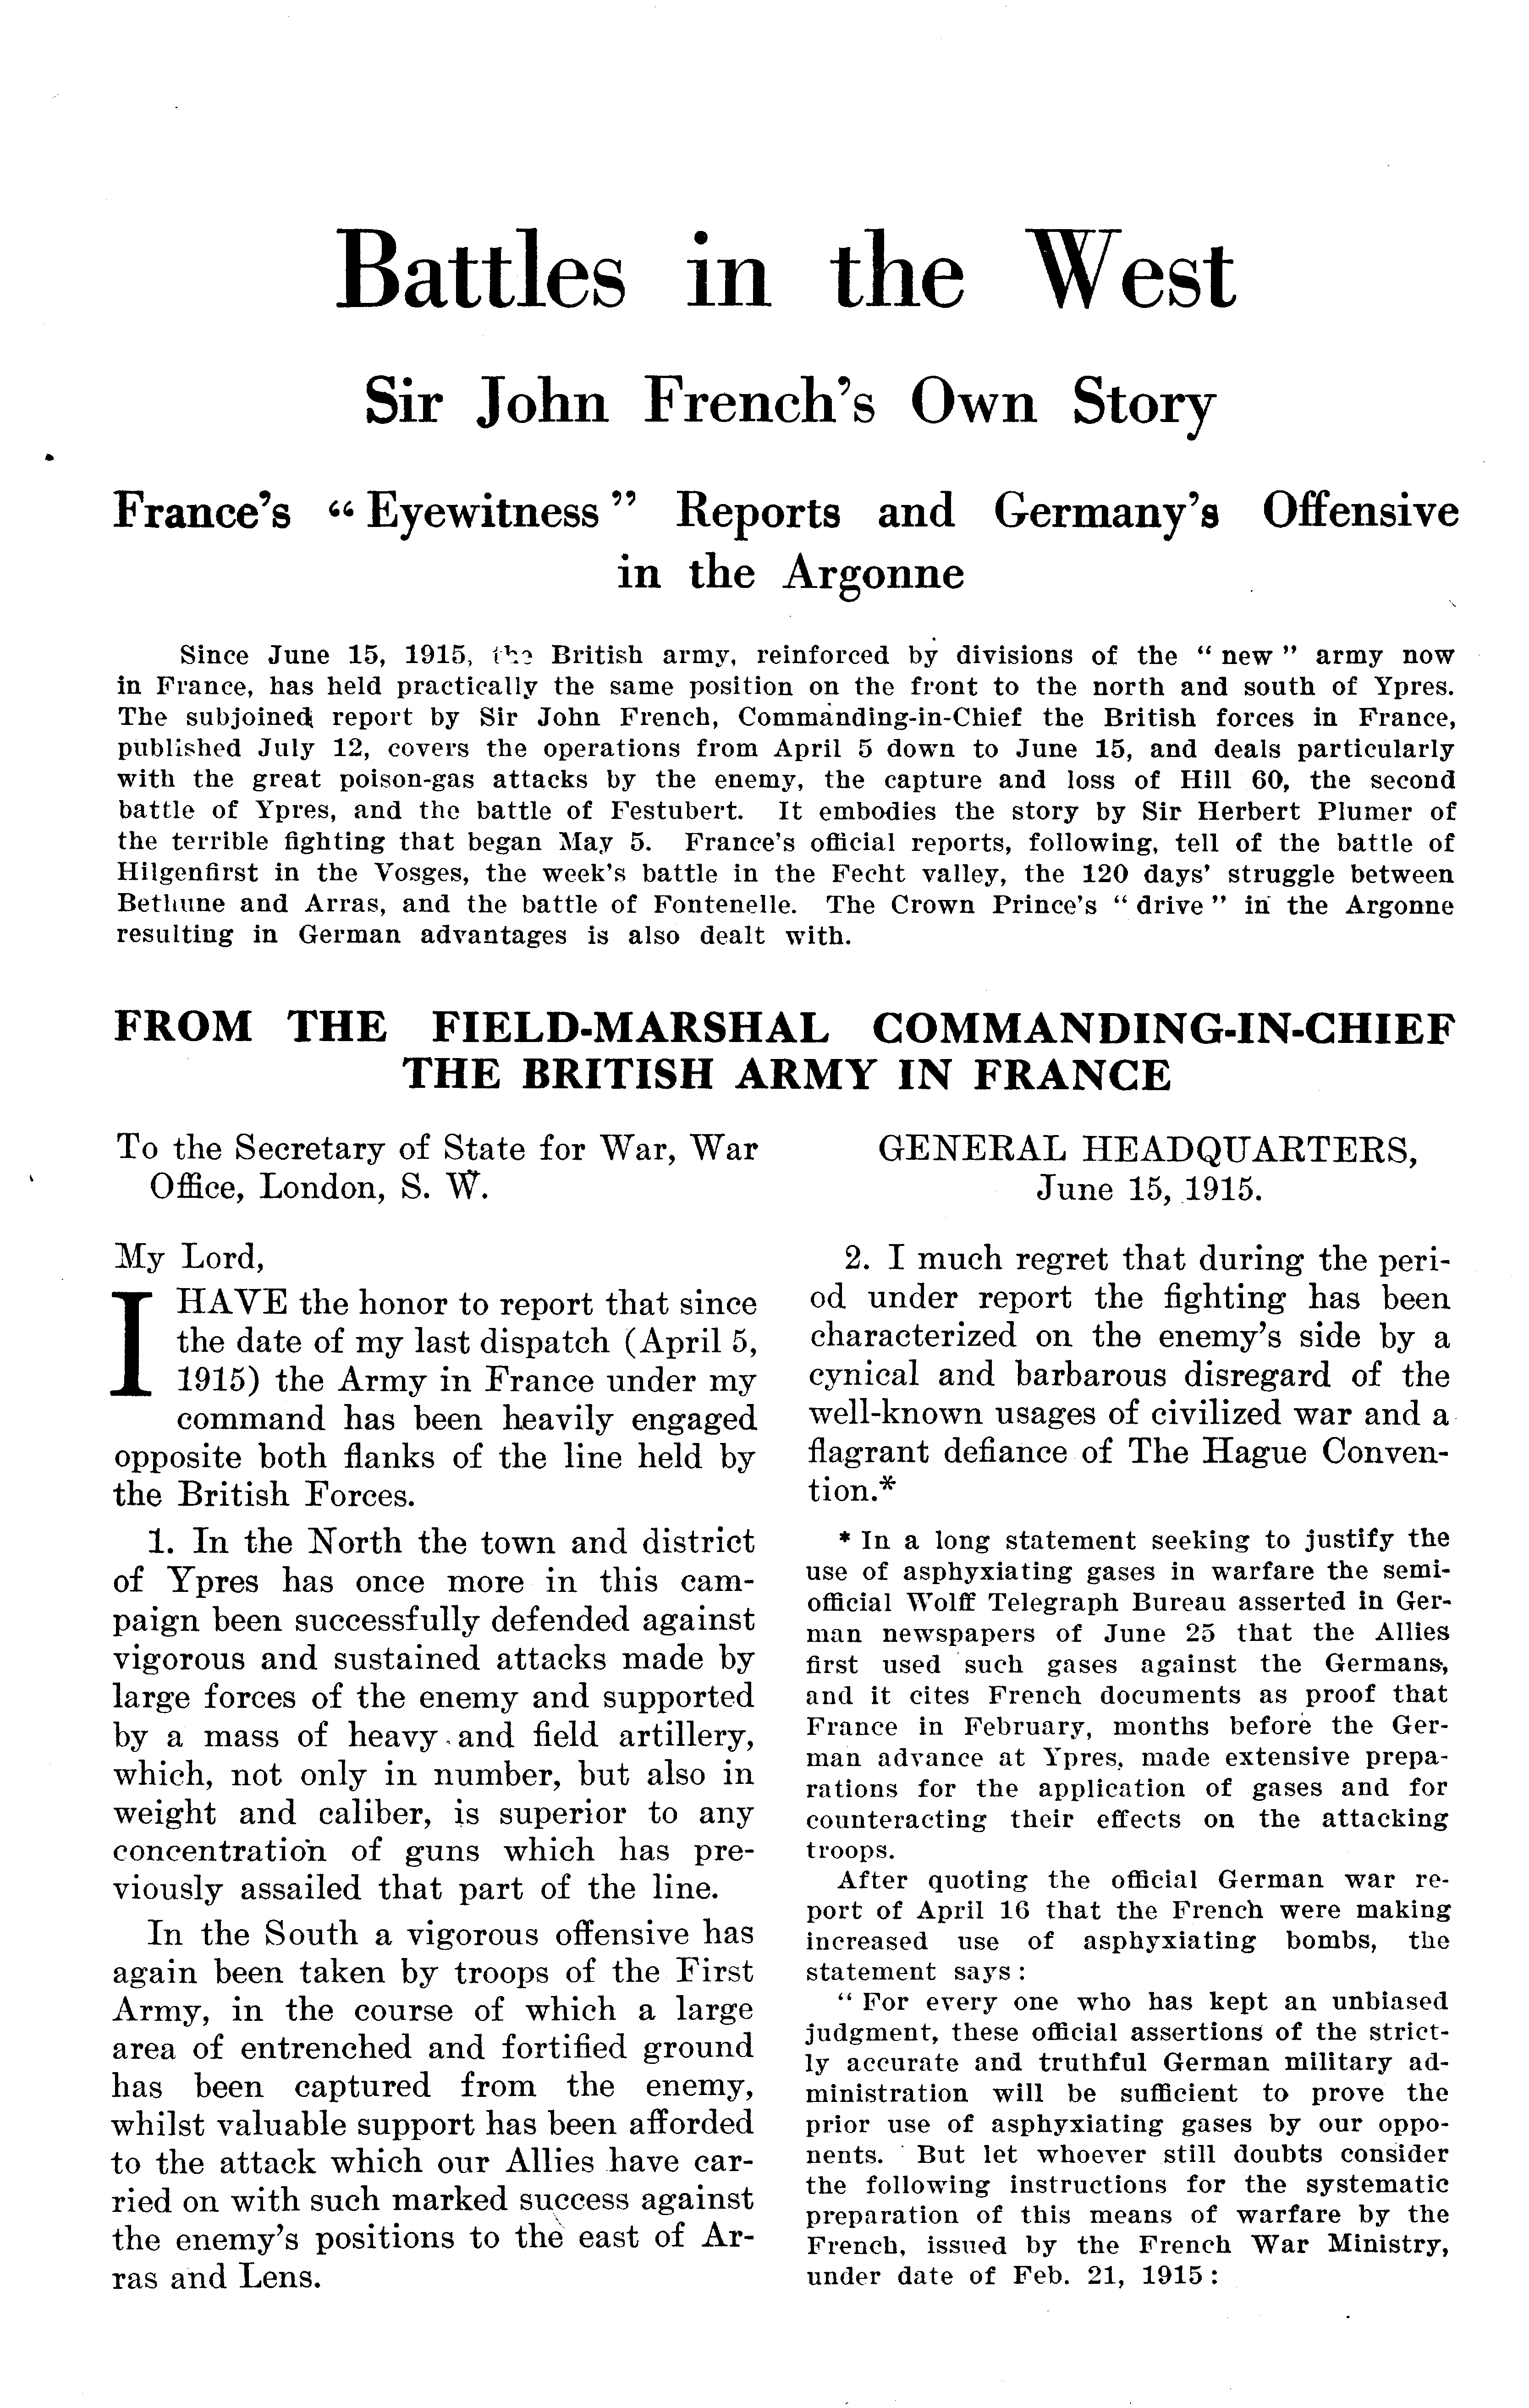 Battles in the West
Sir John French's Own Story
France's "Eyewitness" Reports and Germany's Offensive
in the Argonne
Since June 15, 1915, the British army, reinforced by divisions of the "new" army now
in France, has held practically the same position on the front to the north and south of Ypres.
The subjoined report by Sir John French, Commanding-in-Chief the British forces in France,
published July 12, covers the operations from April 5 down to June 15, and deals particularly
with the great poison-gas attacks by the enemy, the capture and loss of Hill 60, the second
battle of Ypres, and the battle of Festubert. It embodies the story by Sir Herbert Plumer of
the terrible fighting that began May 5. France's official reports, following, tell of the battle of
Hilgenfirst in the Vosges, the week's battle in the Fecht valley, the 120 days' struggle between
Bethune and Arras, and the battle of Fontenelle. The Crown Prince's "drive" in the Argonne
resulting in German advantages is also dealt with.
FROM THE FIELD-MARSHAL COMMANDING-IN-CHIEF
THE BRITISH ARMY IN FRANCE
To the Secretary of State for War, War
Office, London, S. W.
My Lord,
I HAVE the honor to report that since
the date of my last dispatch (April 5,
1915) the Army in France under my
command has been heavily engaged
opposite both flanks of the line held by
the British Forces.
1. In the North the town and district
of Ypres has once more in this cam-
paign been successfully defended against
vigorous and sustained attacks made by
large forces of the enemy and supported
by a mass of heavy and field artillery,
which, not only in number, but also in
weight and caliber, is superior to any
concentration of guns which has pre-
viously assailed that part of the line.
In the South a vigorous offensive has
again been taken by troops of the First
Army, in the course of which a large
area of entrenched and fortified ground
has been captured from the enemy,
whilst valuable support has been afforded
to the attack which our Allies have car-
ried on with such marked success against
the enemy's positions to the east of Ar-
ras and Lens.
GENERAL HEADQUARTERS,
June 15, 1915.
2. I much regret that during the peri-
od under report the fighting has been
characterized on the enemy's side by a
cynical and barbarous disregard of the
well-known usages of civilized war and a
flagrant defiance of The Hague Conven-
tion.*
* In a long statement seeking to justify the
use of asphyxiating gases in warfare the semi-
official Wolff Telegraph Bureau asserted in Ger-
man newspapers of June 25 that the Allies
first used such gases against the Germans,
and it cites French documents as proof that
France in February, months before the Ger-
man advance at Ypres, made extensive prepa-
rations for the application of gases and for
counteracting their effects on the attacking
troops.
After quoting the official German war re-
port of April 16 that the French were making
increased use of asphyxiating bombs, the
statement says:
"For every one who has kept an unbiased
judgment, these official assertions of the strict-
ly accurate and truthful German military ad-
ministration will be sufficient to prove the
prior use of asphyxiating gases by our oppo-
nents. But let whoever still doubts consider
the following instructions for the systematic
preparation of this means of warfare by the
French, issued by the French War Ministry,
under date of Feb. 21, 1915: